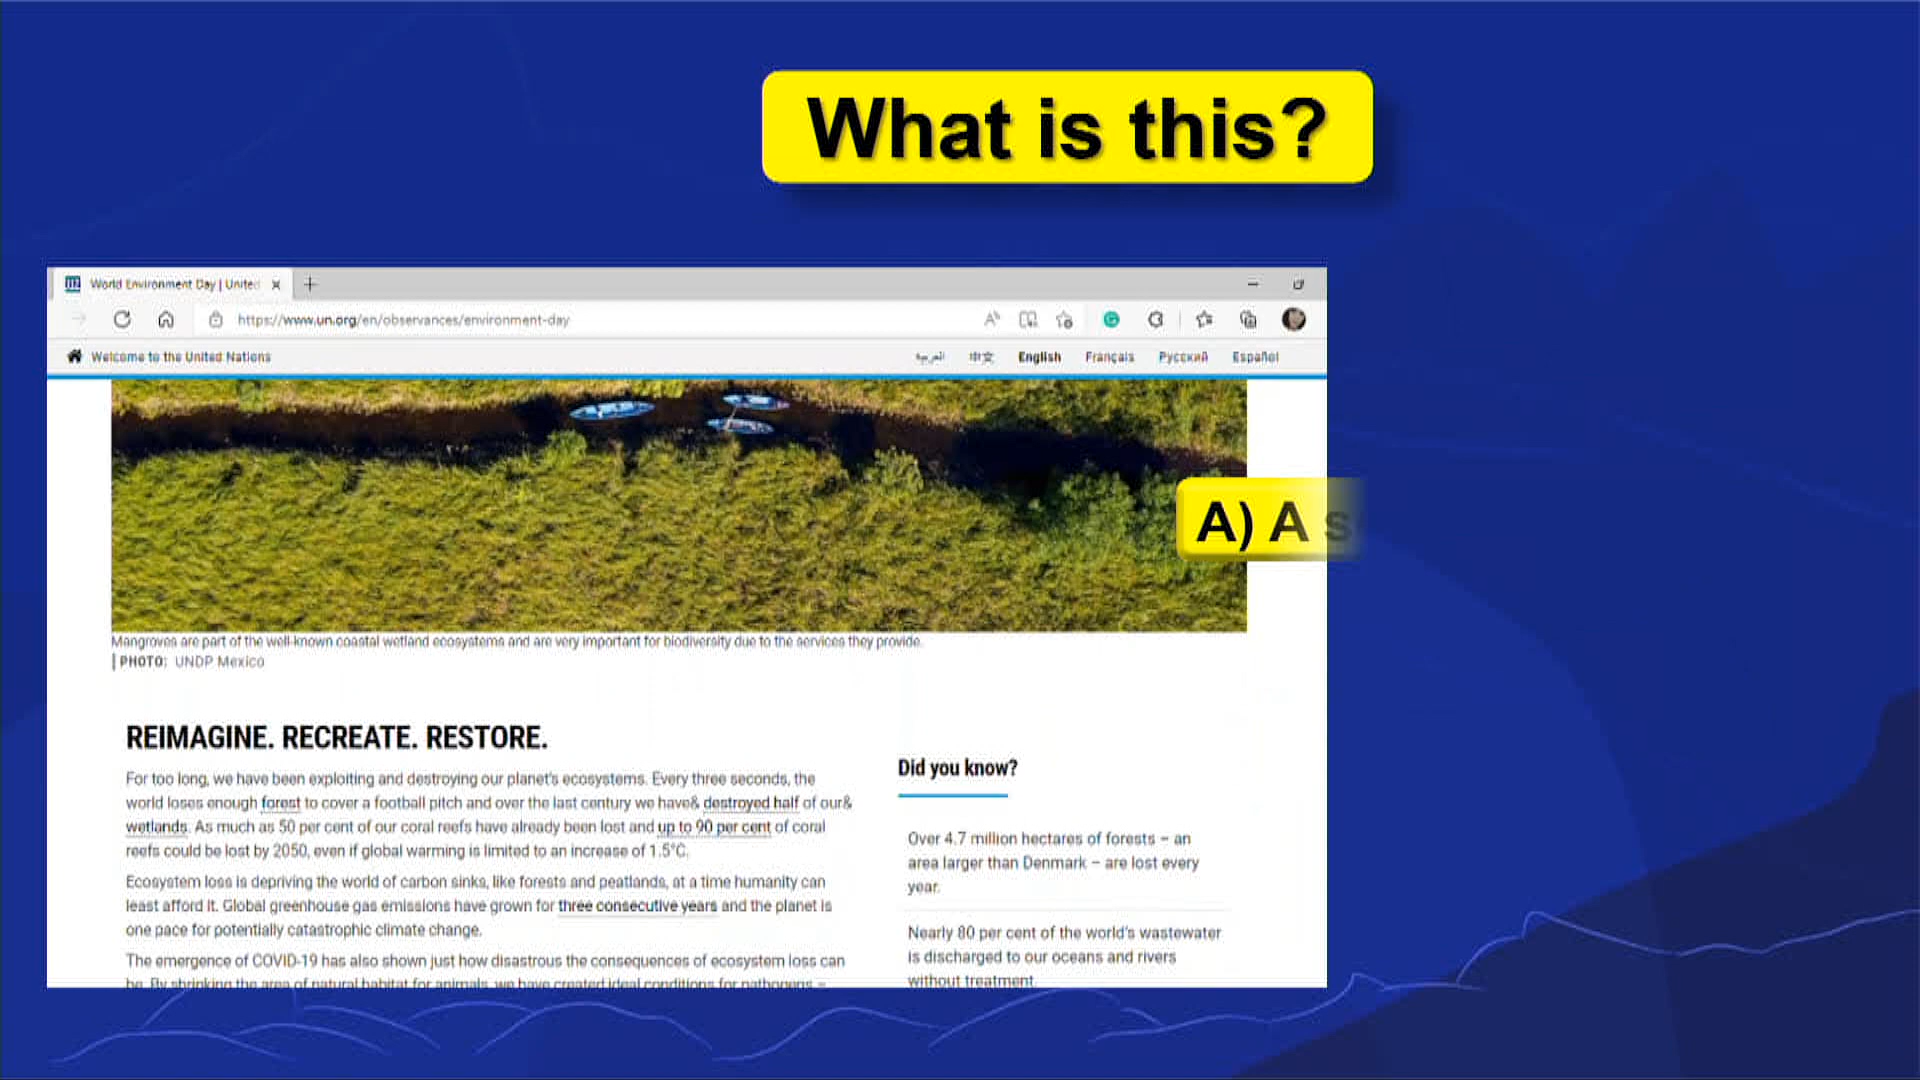 What is this?
World Environment Day | United
https://www.un.org/en/observances/environment-day
Welcome to the United Nations
العربية 中文 English Français Русский Español
A) A s
Mangroves are part of the well-known coastal wetland ecosystems and are very important for biodiversity due to the services they provide.
| PHOTO: UNDP Mexico
REIMAGINE. RECREATE. RESTORE.
For too long, we have been exploiting and destroying our planet's ecosystems. Every three seconds, the
world loses enough forest to cover a football pitch and over the last century we have& destroyed half of our&
wetlands. As much as 50 per cent of our coral reefs have already been lost and up to 90 per cent of coral
reefs could be lost by 2050, even if global warming is limited to an increase of 1.5°C.
Ecosystem loss is depriving the world of carbon sinks, like forests and peatlands, at a time humanity can
least afford it. Global greenhouse gas emissions have grown for three consecutive years and the planet is
one pace for potentially catastrophic climate change.
The emergence of COVID-19 has also shown just how disastrous the consequences of ecosystem loss can
be. By shrinking the area of natural habitat for animals, we have created ideal conditions for pathogens –
Did you know?
Over 4.7 million hectares of forests – an
area larger than Denmark – are lost every
year.
Nearly 80 per cent of the world's wastewater
is discharged to our oceans and rivers
without treatment.